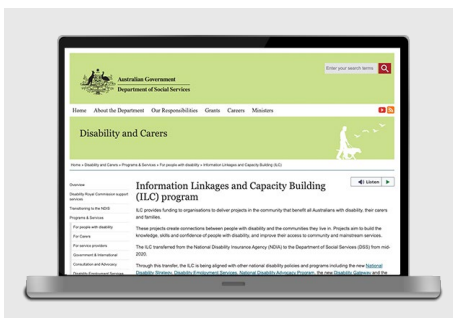 Australian Government
Department of Social Services
Enter your search terms
Home About the Department Our Responsibilities Grants Careers Ministers
Disability and Carers
Home > Disability and Carers > Programs & Services > For people with disability > Information Linkages and Capacity Building (ILC)
Overview
Disability Royal Commission support
services
Transitioning to the NDIS
Programs & Services
For people with disability
For Carers
For service providers
Government & International
Consultation and Advocacy
Disability Employment Services
Listen
Information Linkages and Capacity Building
(ILC) program
ILC provides funding to organisations to deliver projects in the community that benefit all Australians with disability, their carers
and families.
These projects create connections between people with disability and the communities they live in. Projects aim to build the
knowledge, skills and confidence of people with disability, and improve their access to community and mainstream services.
The ILC transferred from the National Disability Insurance Agency (NDIA) to the Department of Social Services (DSS) from mid-
2020.
Through this transfer, the ILC is being aligned with other national disability policies and programs including the new National
Disability Strategy, Disability Employment Services, National Disability Advocacy Program, the new Disability Gateway and the